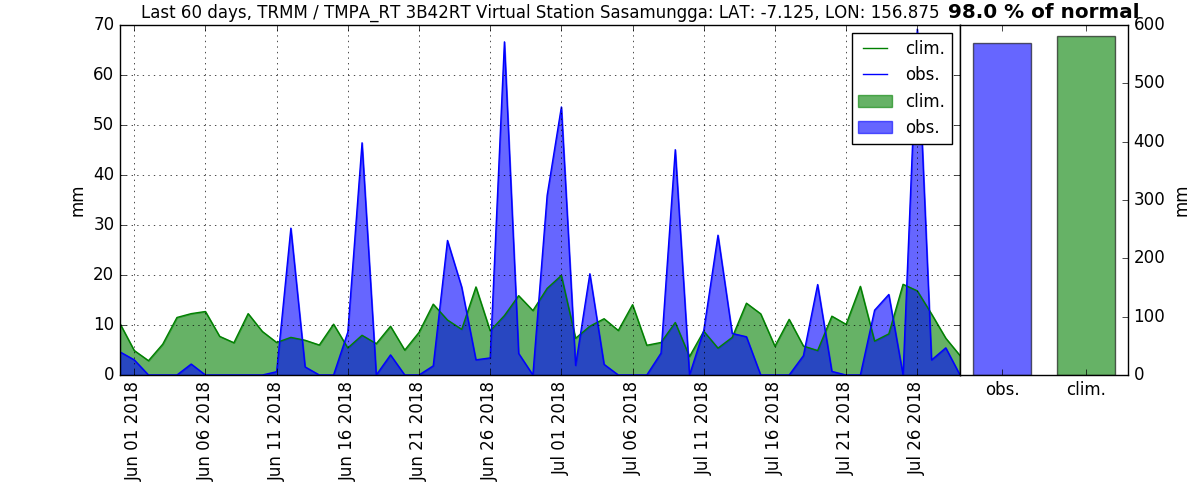 Last 60 days, TRMM / TMPA_RT 3B42RT Virtual Station Sasamungga: LAT: -7.125, LON: 156.875 98.0 % of normal
70
60
50
40
30
20
10
0
mm
clim.
obs.
clim.
obs.
600
500
400
300
200
100
0
mm
Jun 01 2018
Jun 06 2018
Jun 11 2018
Jun 16 2018
Jun 21 2018
Jun 26 2018
Jul 01 2018
Jul 06 2018
Jul 11 2018
Jul 16 2018
Jul 21 2018
Jul 26 2018
obs.
clim.